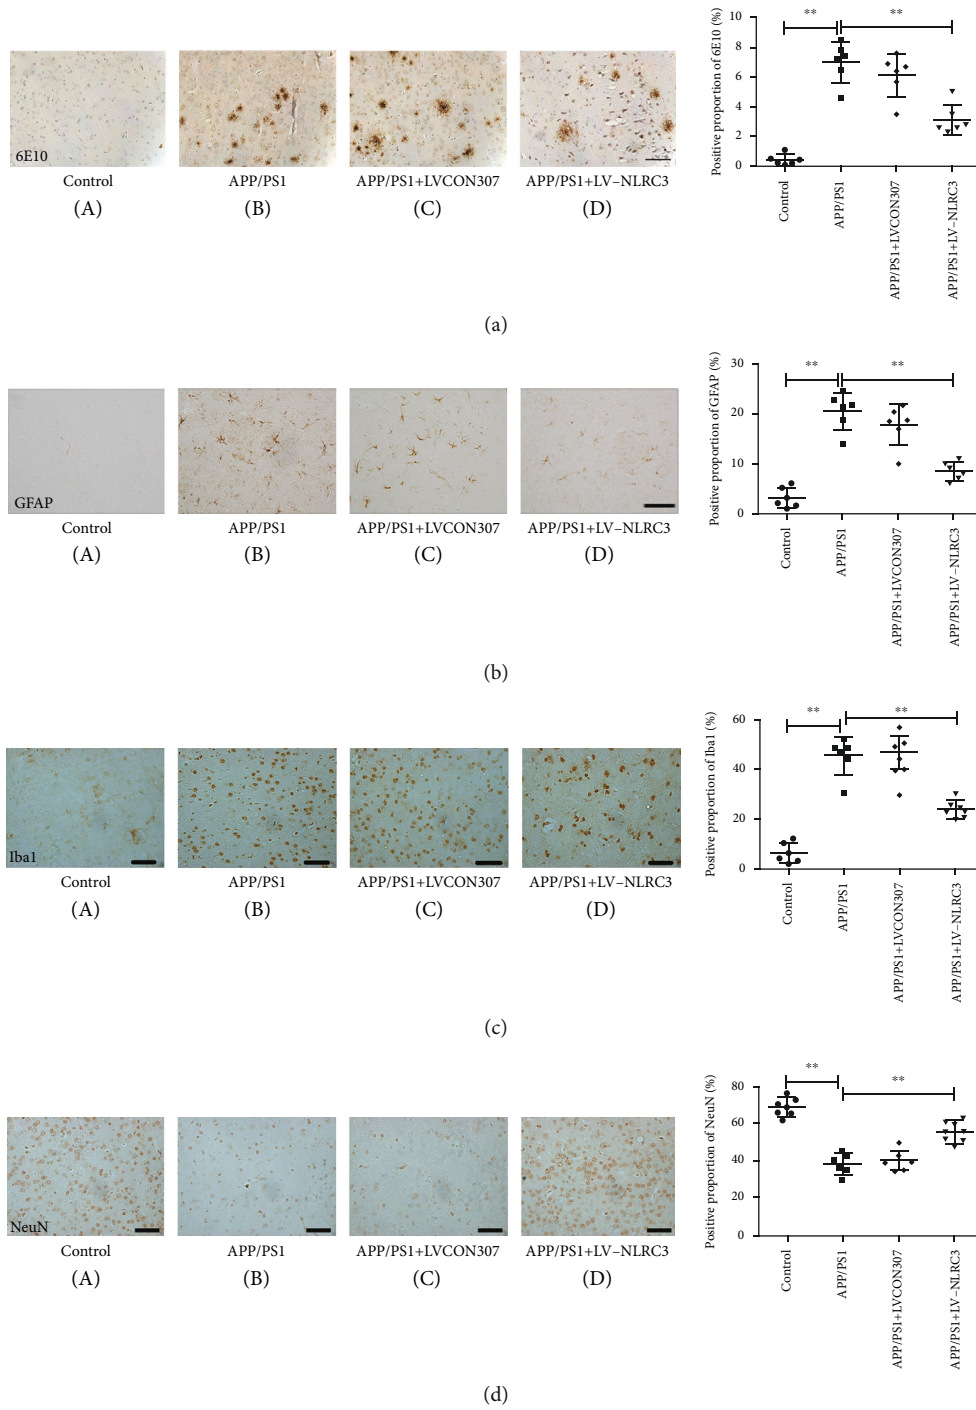 6E10
Control
APP/PS1
APP/PS1+LVCON307
APP/PS1+LV−NLRC3
(A)
(B)
(C)
(D)
Positive proportion of 6E10 (%)
10
8
6
4
2
0
**
**
Control
APP/PS1
APP/PS1+LVCON307
APP/PS1+LV−NLRC3
(a)
GFAP
Control
APP/PS1
APP/PS1+LVCON307
APP/PS1+LV−NLRC3
(A)
(B)
(C)
(D)
Positive proportion of GFAP (%)
30
20
10
0
**
**
Control
APP/PS1
APP/PS1+LVCON307
APP/PS1+LV−NLRC3
(b)
Iba1
Control
APP/PS1
APP/PS1+LVCON307
APP/PS1+LV−NLRC3
(A)
(B)
(C)
(D)
Positive proportion of Iba1 (%)
60
40
20
0
**
**
Control
APP/PS1
APP/PS1+LVCON307
APP/PS1+LV−NLRC3
(c)
NeuN
Control
APP/PS1
APP/PS1+LVCON307
APP/PS1+LV−NLRC3
(A)
(B)
(C)
(D)
Positive proportion of NeuN (%)
80
60
40
20
0
**
**
Control
APP/PS1
APP/PS1+LVCON307
APP/PS1+LV−NLRC3
(d)